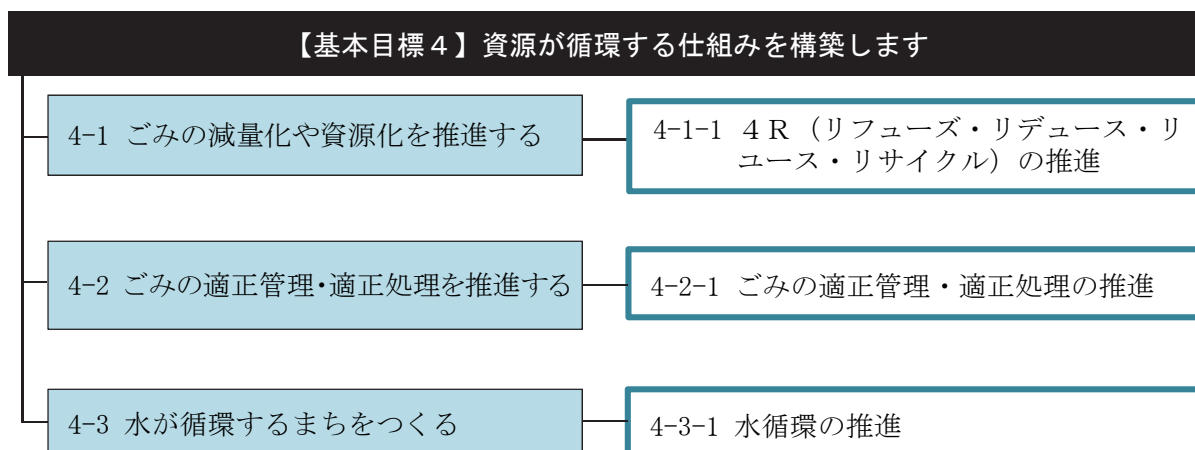 【基本目標４】資源が循環する仕組みを構築します
4-1 ごみの減量化や資源化を推進する
4-1-1 ４Ｒ（リフューズ・リデュース・リ
ユース・リサイクル）の推進
4-2 ごみの適正管理・適正処理を推進する
4-2-1 ごみの適正管理・適正処理の推進
4-3 水が循環するまちをつくる
4-3-1 水循環の推進